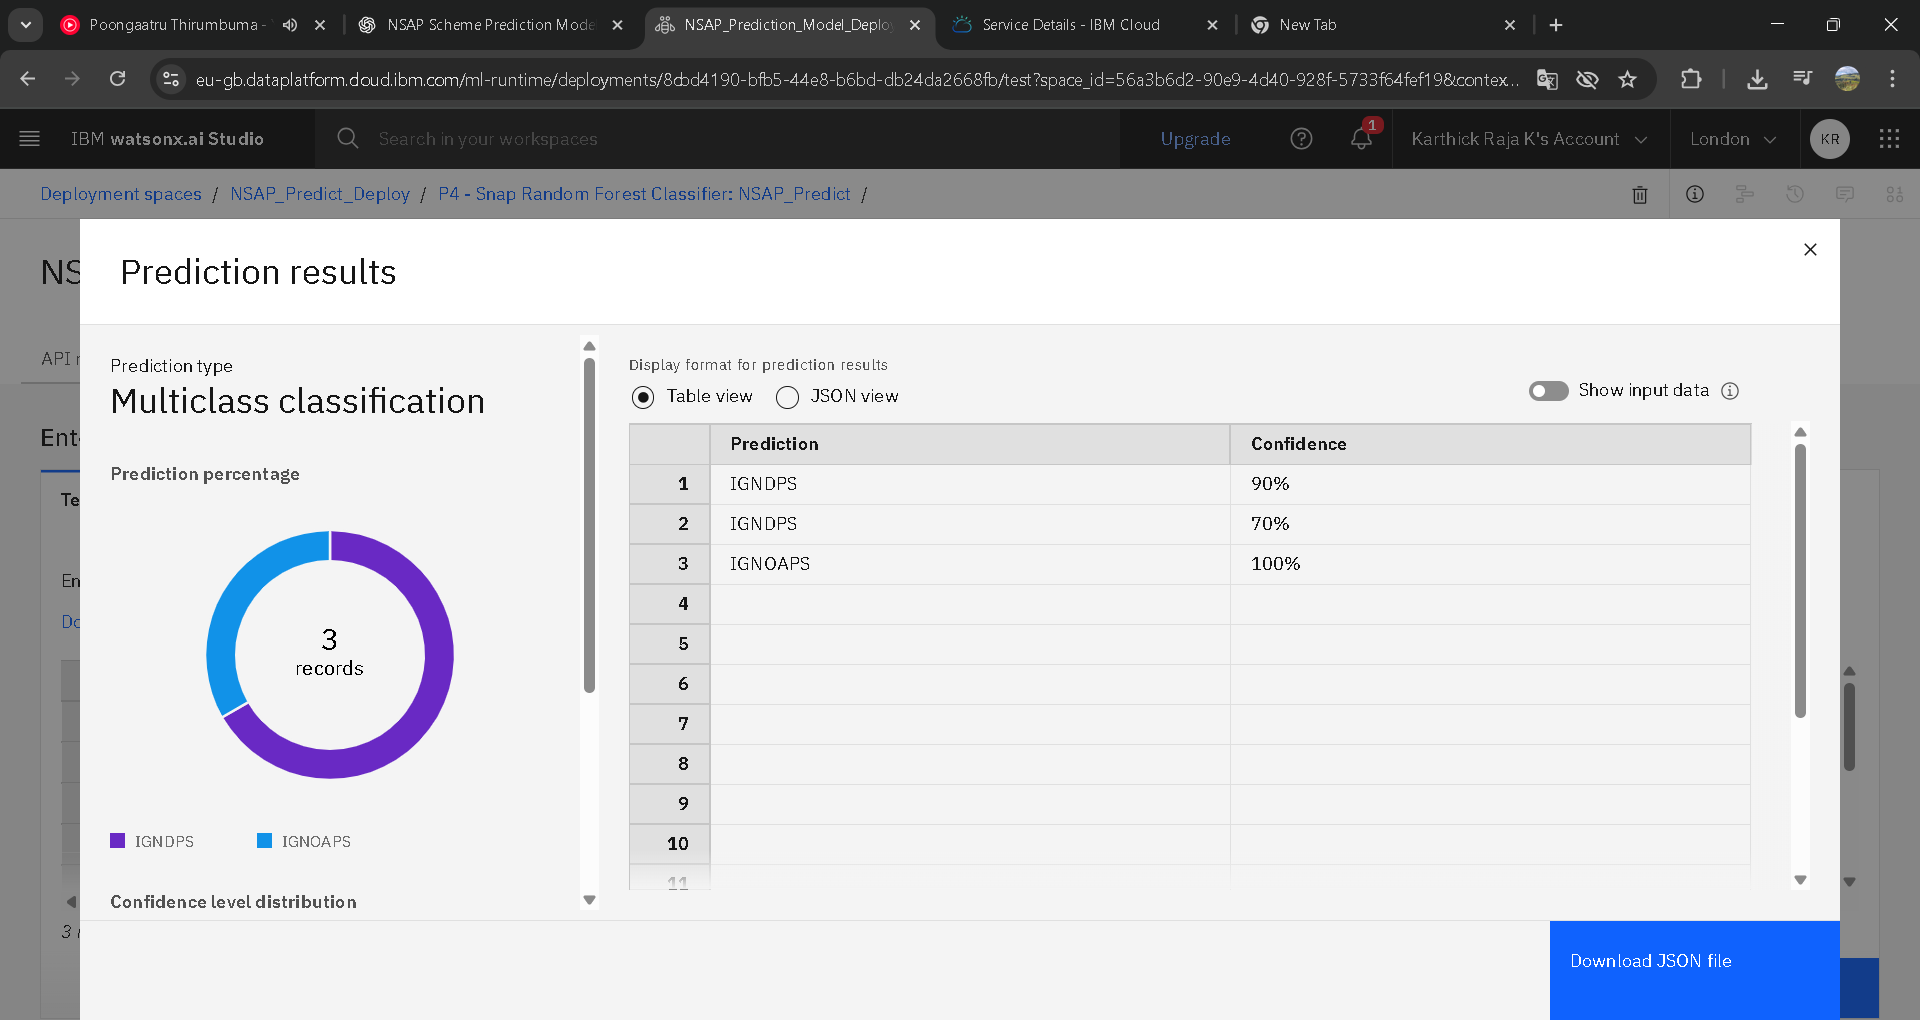 Poongaatru Thirumbuma -
NSAP Scheme Prediction Mode
NSAP_Prediction_Model_Deplo
Service Details - IBM Cloud
New Tab
eu-gb.dataplatform.cloud.ibm.com/ml-runtime/deployments/8cbd4190-bfb5-44e8-b6bd-db24da2668fb/test?space_id=56a3b6d2-90e9-4d40-928f-5733f64fef19&contex...
IBM watsonx.ai Studio
Search in your workspaces
Upgrade
1
Karthick Raja K's Account
London
KR
Deployment spaces / NSAP_Predict_Deploy / P4 - Snap Random Forest Classifier: NSAP_Predict /
NS
Prediction results
API r
Prediction type
Multiclass classification
Display format for prediction results
Table view
JSON view
Show input data
Ent
Prediction percentage
Te
En
Do
3
records
IGNDPS
IGNOAPS
Confidence level distribution
3
Prediction Confidence
1 IGNDPS 90%
2 IGNDPS 70%
3 IGNOAPS 100%
4
5
6
7
8
9
10
11
Download JSON file